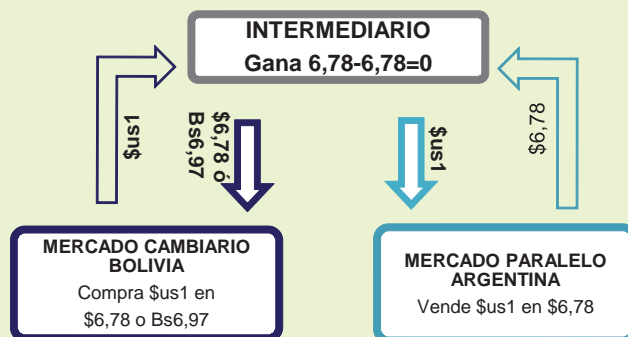 INTERMEDIARIO
Gana 6,78-6,78=0
$us1
$6,78 ó
Bs6,97
$us1
$6,78
MERCADO CAMBIARIO
BOLIVIA
Compra $us1 en
$6,78 o Bs6,97
MERCADO PARALELO
ARGENTINA
Vende $us1 en $6,78